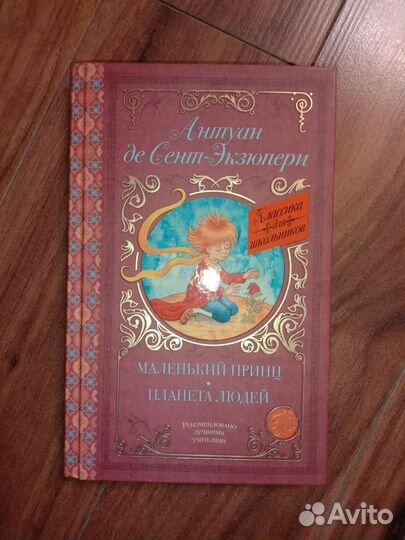 Антуан
де Сент-Экзюпери
Классика
для
школьников
МАЛЕНЬКИЙ ПРИНЦ
ПЛАНЕТА ЛЮДЕЙ
Рекомендовано
лучшими
учителями
Avito